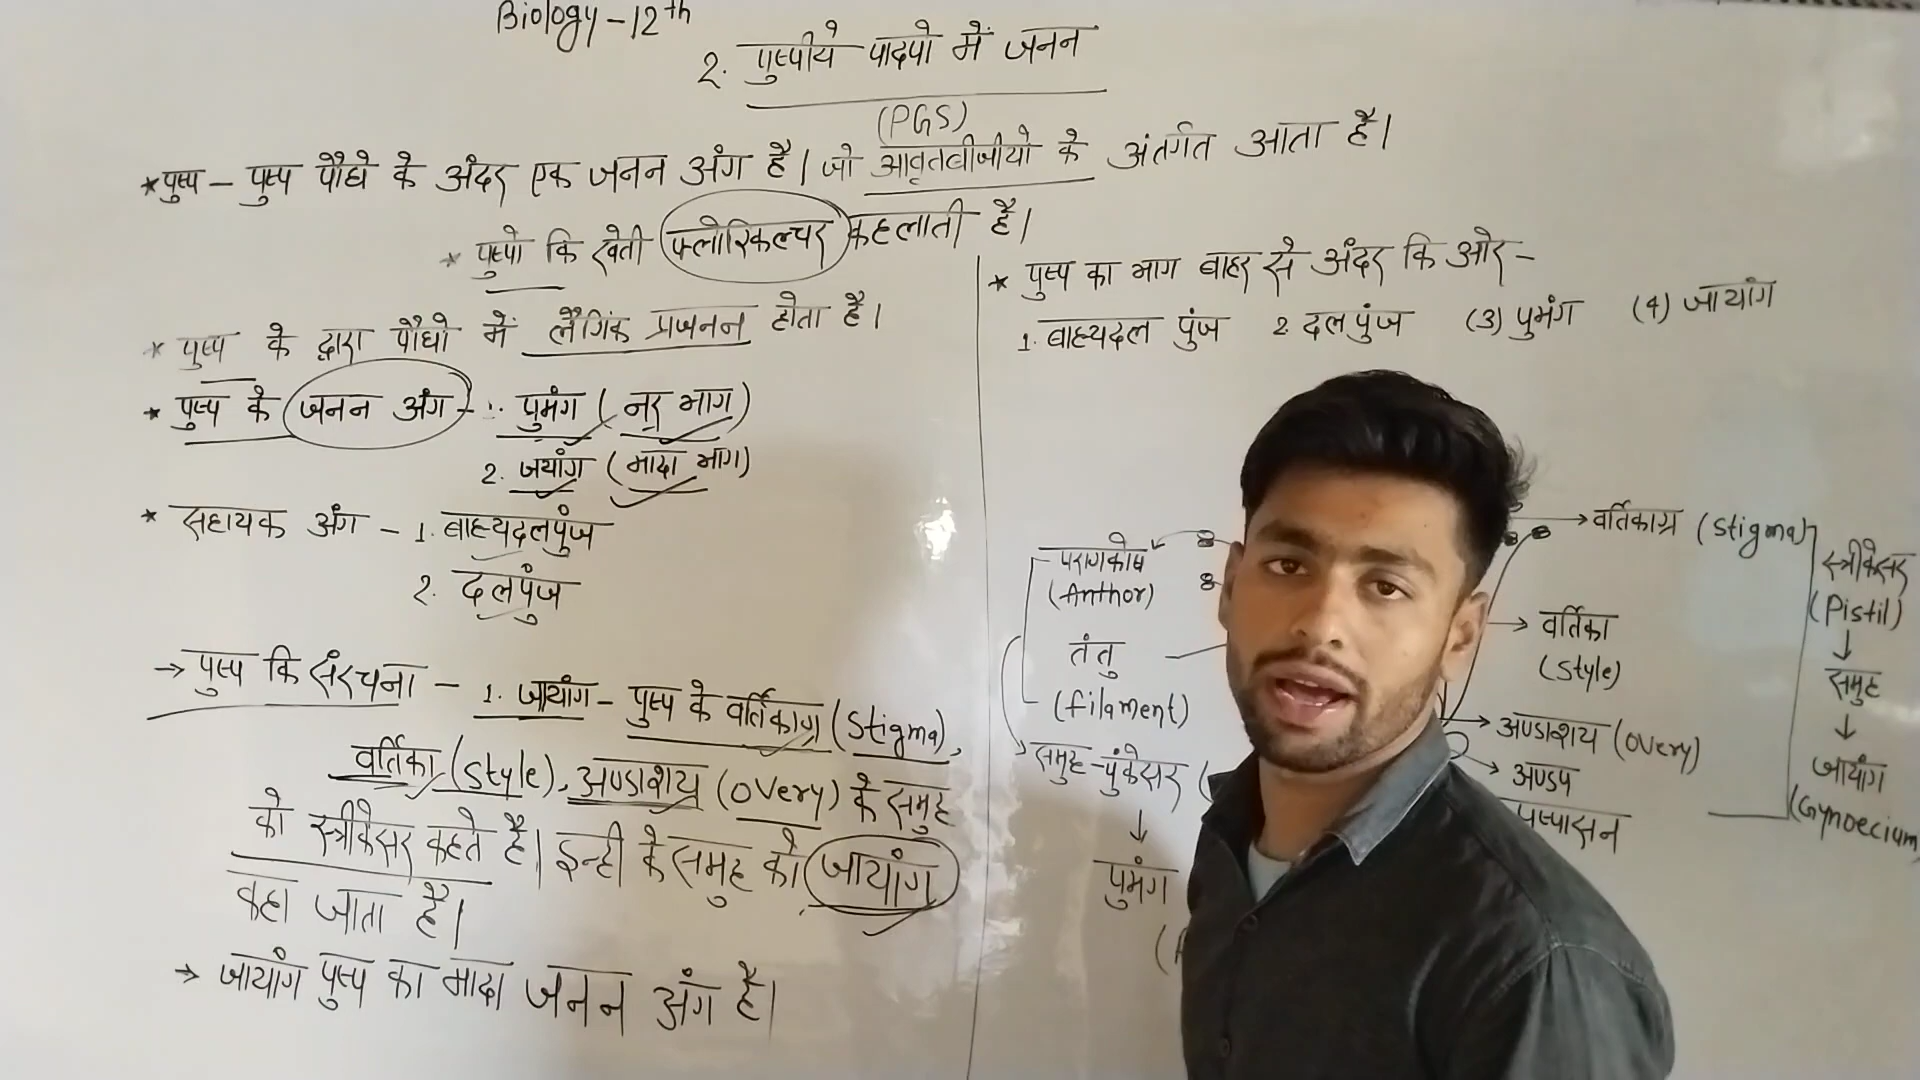 Biology-12th
2. पुष्पीये पादपो में जनन
(PGS)
*पुष्प - पुष्प पौधे के अंदर एक जनन अंग है। जो आवृतबीजीयो के अंतर्गत आता है।
* पुष्पो कि खेती फ्लोरिकल्चर कहलाती है।
* पुष्प के द्वारा पौधो में लैगिंक प्रजनन होता है।
* पुष्प के जनन अंग - 1. पुमंग (नर भाग)
2. जयांग (मादा भाग)
* सहायक अंग - 1. बाह्यदलपुंज
2. दलपुंज
→ पुष्प कि संरचना - 1. जायांग - पुष्प के वर्तिकाग्र (Stigma),
वर्तिका (Style), अण्डाशय (Overy) के समुह
को स्त्रीकेसर कहते है। इन्ही के समुह को जायांग
कहा जाता है।
→ जायांग पुष्प का मादा जनन अंग है।
* पुष्प का भाग बाहर से अंदर कि ओर -
1. बाह्यदल पुंज 2 दलपुंज (3) पुमंग (4) जायांग
परागकोष
(Anthor)
तंतु
(filament)
समुह-पुंकेसर (
↓
पुमंग
(A
→ वर्तिकाग्र (Stigma)
→ वर्तिका
(Style)
→ अण्डाशय (Overy)
→ अण्डप
पुष्पासन
स्त्रीकेसर
(Pistil)
↓
समुह
↓
जायांग
(Gynoecium